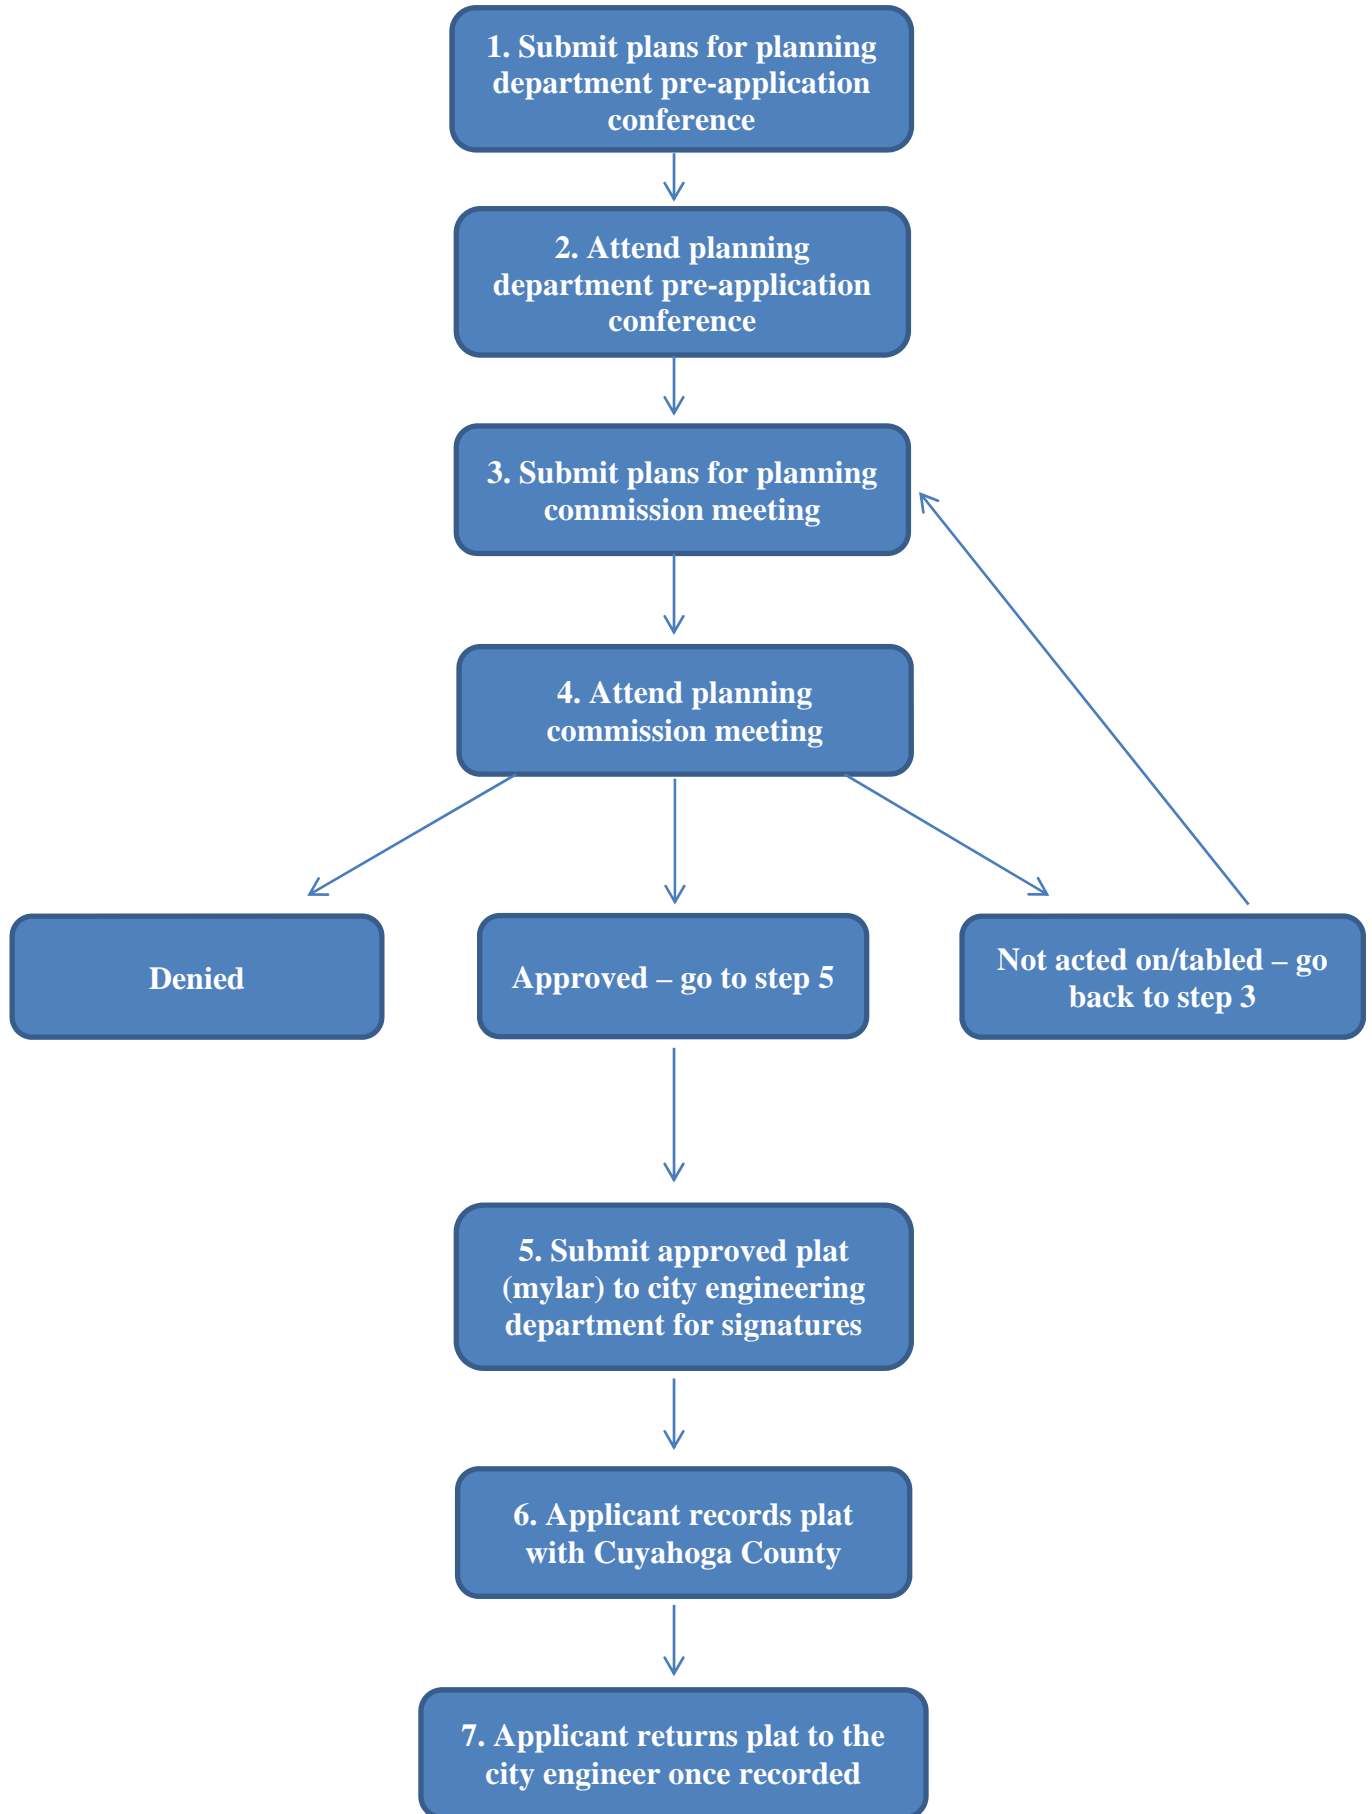 1. Submit plans for planning
department pre-application
conference
2. Attend planning
department pre-application
conference
3. Submit plans for planning
commission meeting
4. Attend planning
commission meeting
Denied
Approved – go to step 5
Not acted on/tabled – go
back to step 3
5. Submit approved plat
(mylar) to city engineering
department for signatures
6. Applicant records plat
with Cuyahoga County
7. Applicant returns plat to the
city engineer once recorded